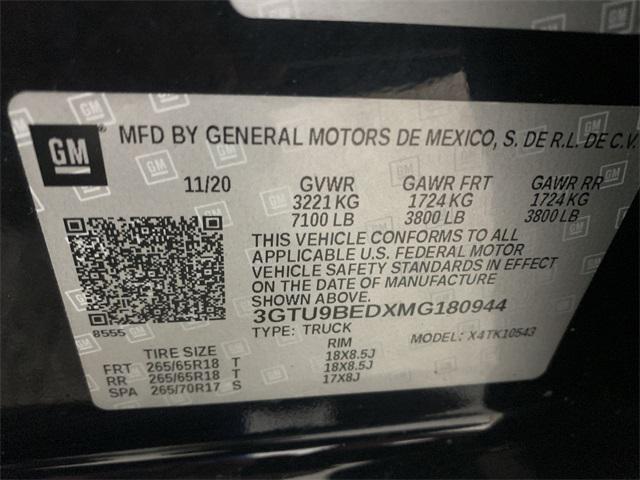 GM
MFD BY GENERAL MOTORS DE MEXICO, S. DE R.L. DE C.V.
11/20 GVWR GAWR FRT GAWR RR
3221 KG 1724 KG 1724 KG
7100 LB 3800 LB 3800 LB
THIS VEHICLE CONFORMS TO ALL
APPLICABLE U.S. FEDERAL MOTOR
VEHICLE SAFETY STANDARDS IN EFFECT
ON THE DATE OF MANUFACTURE
SHOWN ABOVE.
3GTU9BEDXMG180944
8555
TYPE: TRUCK MODEL: X4TK10543
TIRE SIZE RIM
FRT 265/65R18 T 18X8.5J
RR 265/65R18 T 18X8.5J
SPA 265/70R17 S 17X8J